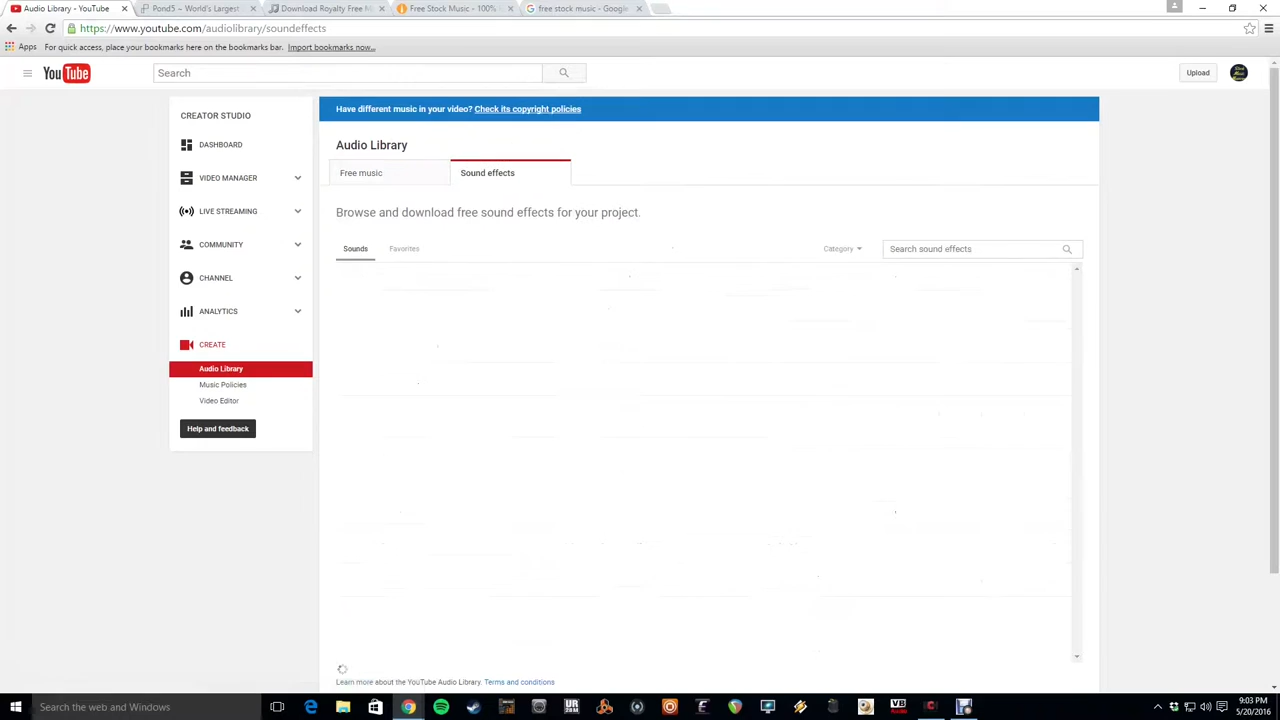 Audio Library - YouTube
Pond5 ~ World's Largest
Download Royalty Free M
Free Stock Music - 100%
free stock music - Google
https://www.youtube.com/audiolibrary/soundeffects
Apps
For quick access, place your bookmarks here on the bookmarks bar. Import bookmarks now...
YouTube
Search
Upload
CREATOR STUDIO
DASHBOARD
VIDEO MANAGER
LIVE STREAMING
COMMUNITY
CHANNEL
ANALYTICS
CREATE
Audio Library
Music Policies
Video Editor
Help and feedback
Have different music in your video? Check its copyright policies
Audio Library
Free music
Sound effects
Browse and download free sound effects for your project.
Sounds
Favorites
Category
Search sound effects
Learn more about the YouTube Audio Library. Terms and conditions
Search the web and Windows
9:03 PM
5/20/2016